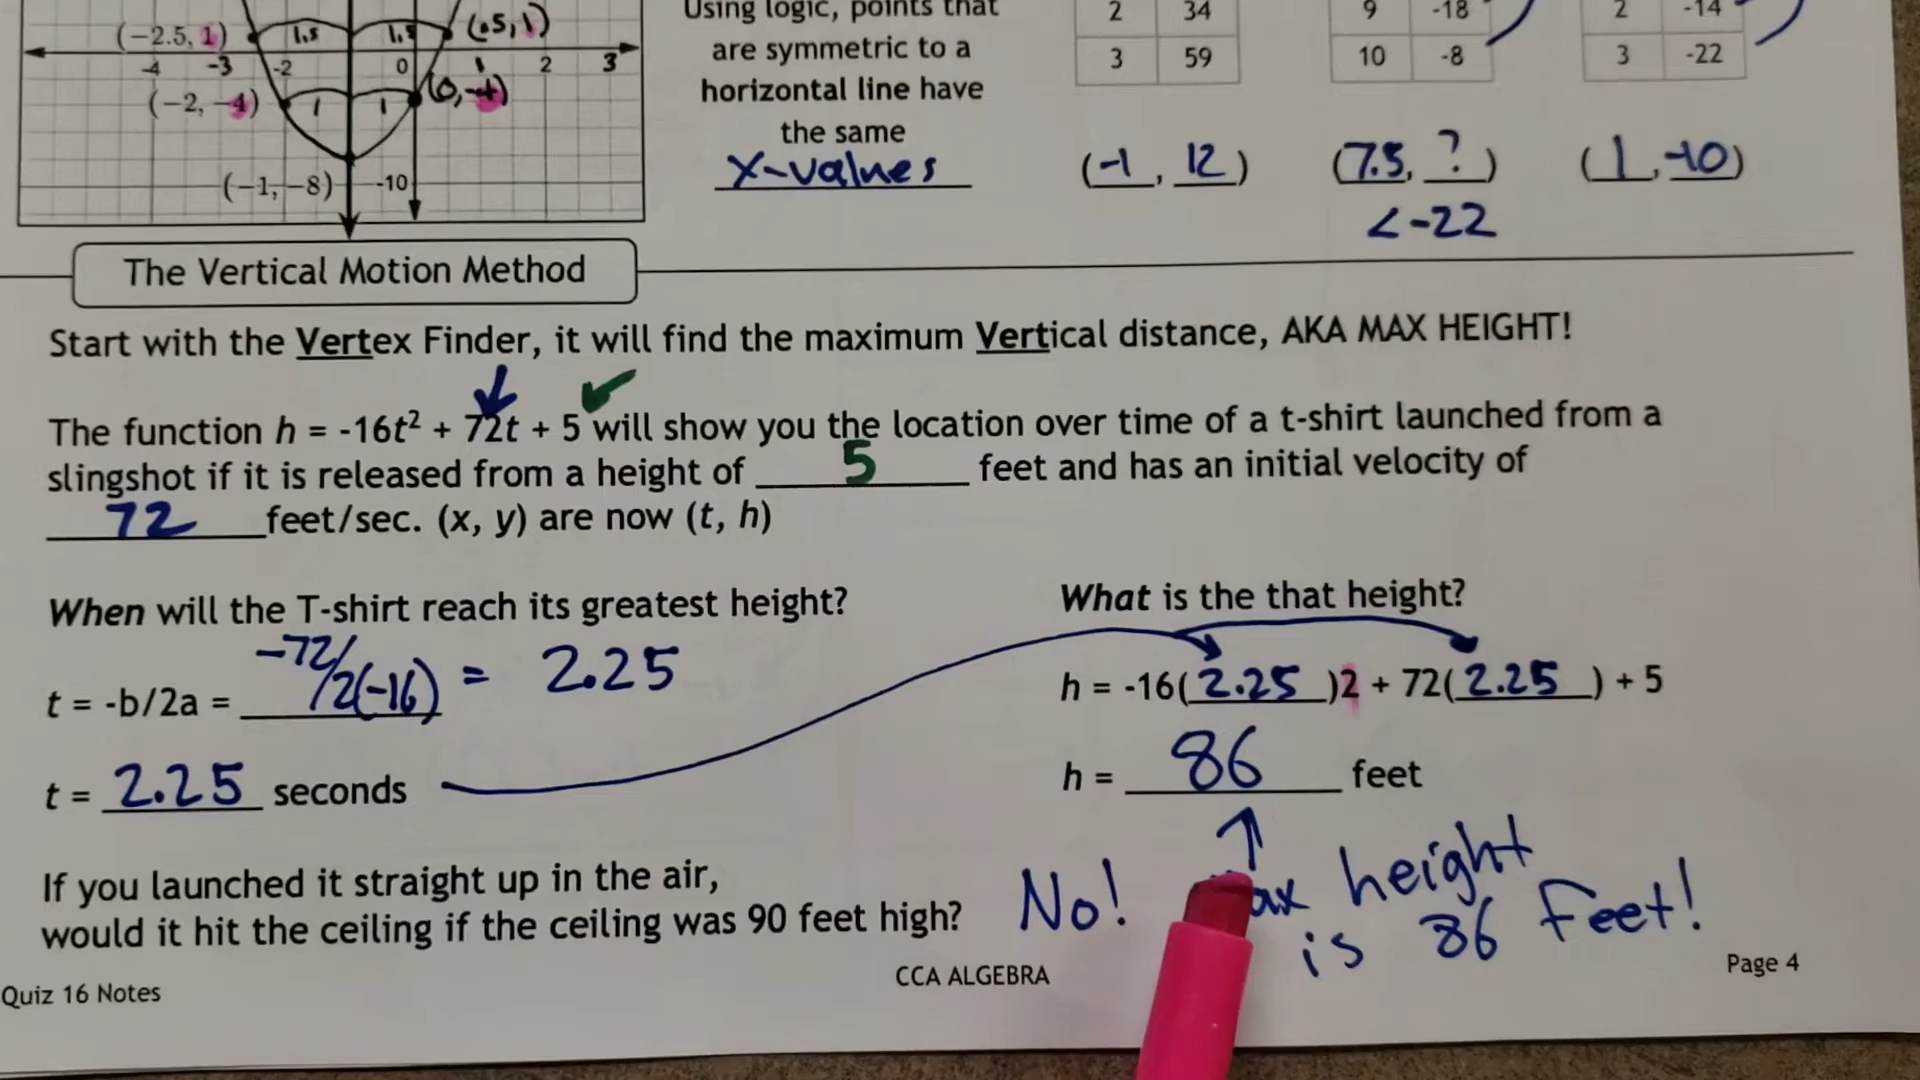 Using logic, points that
are symmetric to a
horizontal line have
the same
x-values
(-2.5, 1) 1.5 1.5 (.5, 1)
-4 -3 -2 0 1 2 3
(-2, -4) 1 1 (0, -4)
(-1, -8) -10
2 34
3 59
(-1, 12)
9 -18
10 -8
(7.5, ?)
< -22
2 -14
3 -22
(1, -10)
The Vertical Motion Method
Start with the Vertex Finder, it will find the maximum Vertical distance, AKA MAX HEIGHT!
The function h = -16t² + 72t + 5 will show you the location over time of a t-shirt launched from a
slingshot if it is released from a height of 5 feet and has an initial velocity of
72 feet/sec. (x, y) are now (t, h)
When will the T-shirt reach its greatest height?
t = -b/2a = -72/2(-16) = 2.25
t = 2.25 seconds
What is the that height?
h = -16(2.25)2 + 72(2.25) + 5
h = 86 feet
If you launched it straight up in the air,
would it hit the ceiling if the ceiling was 90 feet high?
No! ax height
is 86 feet!
Quiz 16 Notes CCA ALGEBRA Page 4